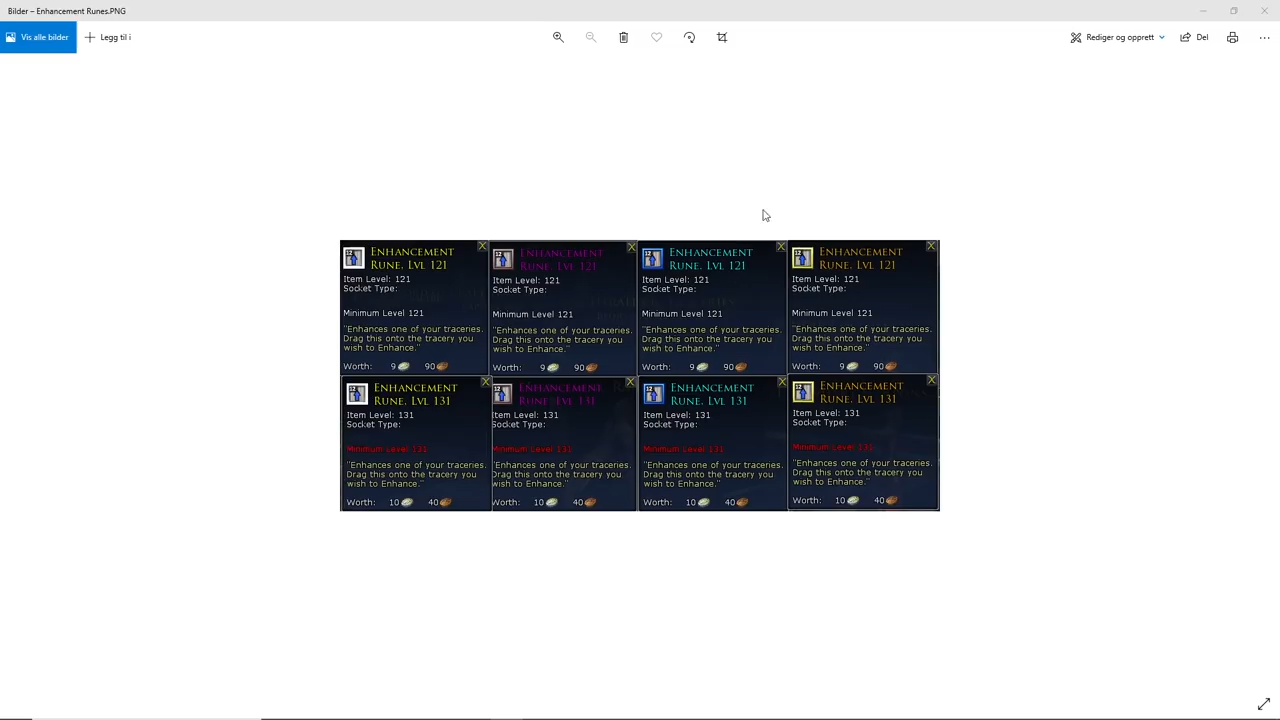 Bilder – Enhancement Runes.PNG
Vis alle bilder
Legg til i
Rediger og opprett
Del
12
X
Enhancement
Rune, Lvl 121
Item Level: 121
Socket Type:
Minimum Level 121
"Enhances one of your traceries.
Drag this onto the tracery you
wish to Enhance."
Worth: 9 90
12
X
Enhancement
Rune, Lvl 121
Item Level: 121
Socket Type:
Minimum Level 121
"Enhances one of your traceries.
Drag this onto the tracery you
wish to Enhance."
Worth: 9 90
12
X
Enhancement
Rune, Lvl 121
Item Level: 121
Socket Type:
Minimum Level 121
"Enhances one of your traceries.
Drag this onto the tracery you
wish to Enhance."
Worth: 9 90
12
X
Enhancement
Rune, Lvl 121
Item Level: 121
Socket Type:
Minimum Level 121
"Enhances one of your traceries.
Drag this onto the tracery you
wish to Enhance."
Worth: 9 90
12
X
Enhancement
Rune, Lvl 131
Item Level: 131
Socket Type:
Minimum Level 131
"Enhances one of your traceries.
Drag this onto the tracery you
wish to Enhance."
Worth: 10 40
12
X
Enhancement
Rune, Lvl 131
Item Level: 131
Socket Type:
Minimum Level 131
"Enhances one of your traceries.
Drag this onto the tracery you
wish to Enhance."
Worth: 10 40
12
X
Enhancement
Rune, Lvl 131
Item Level: 131
Socket Type:
Minimum Level 131
"Enhances one of your traceries.
Drag this onto the tracery you
wish to Enhance."
Worth: 10 40
12
X
Enhancement
Rune, Lvl 131
Item Level: 131
Socket Type:
Minimum Level 131
"Enhances one of your traceries.
Drag this onto the tracery you
wish to Enhance."
Worth: 10 40